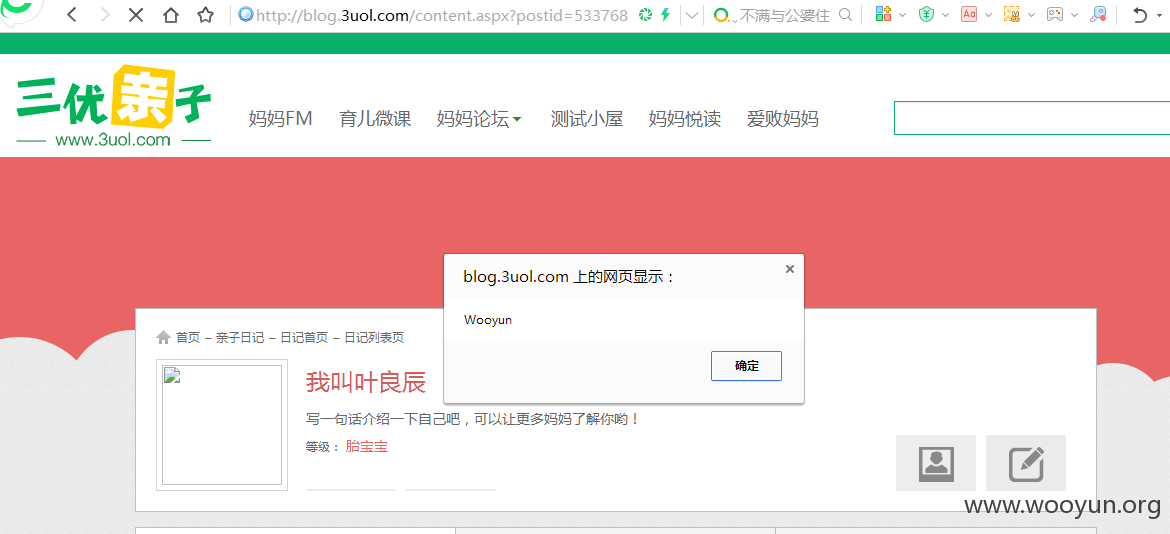 http://blog.3uol.com/content.aspx?postid=533768 不满与公婆住
三优亲子
www.3uol.com
妈妈FM 育儿微课 妈妈论坛 测试小屋 妈妈悦读 爱败妈妈
blog.3uol.com 上的网页显示：
Wooyun
确定
首页 – 亲子日记 – 日记首页 – 日记列表页
我叫叶良辰
写一句话介绍一下自己吧，可以让更多妈妈了解你哟！
等级： 胎宝宝
www.wooyun.org